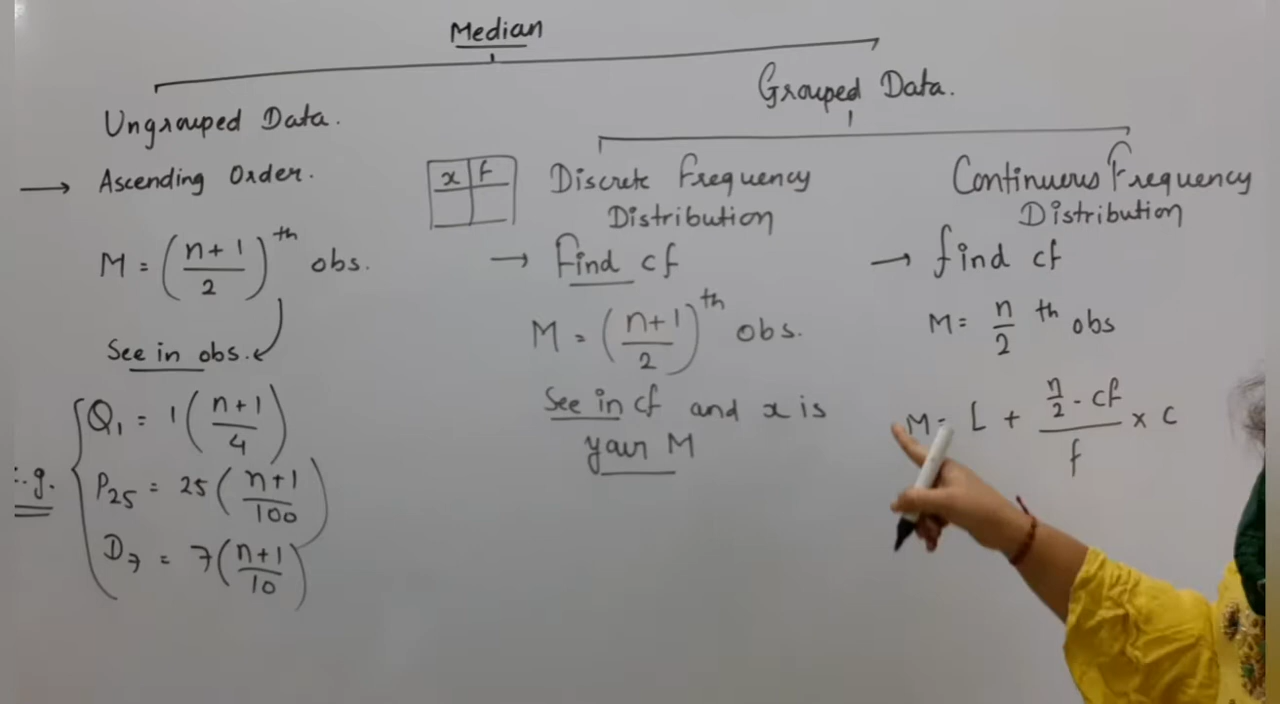 Median
Ungrouped Data.
→ Ascending Order.
M = (n+1/2)th obs.
See in obs.
E.g.
Q1 = 1(n+1/4)
P25 = 25(n+1/100)
D7 = 7(n+1/10)
Grouped Data.
x f
Discrete Frequency
Distribution
→ Find cf
M = (n+1/2)th obs.
See in cf and x is
your M
Continuous Frequency
Distribution
→ find cf
M = n/2 th obs
M = L + n/2 - cf/f × c